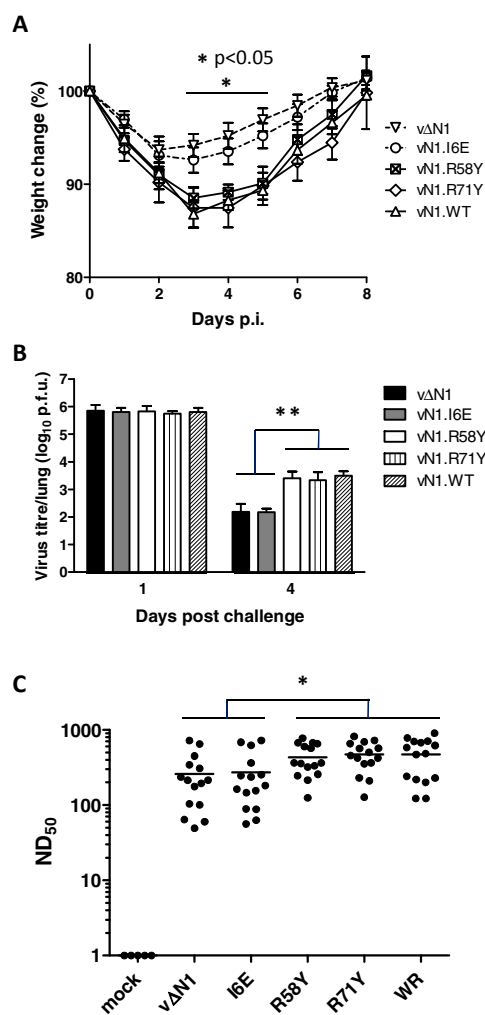 A
* p<0.05
*
Weight change (%)
100
90
80
0
2
4
6
8
Days p.i.
vΔN1
vN1.I6E
vN1.R58Y
vN1.R71Y
vN1.WT
B
Virus titre/lung (log10 p.f.u.)
7
6
5
4
3
2
1
0
**
1
4
Days post challenge
vΔN1
vN1.I6E
vN1.R58Y
vN1.R71Y
vN1.WT
C
*
ND50
1000
100
10
1
mock
vΔN1
I6E
R58Y
R71Y
WR